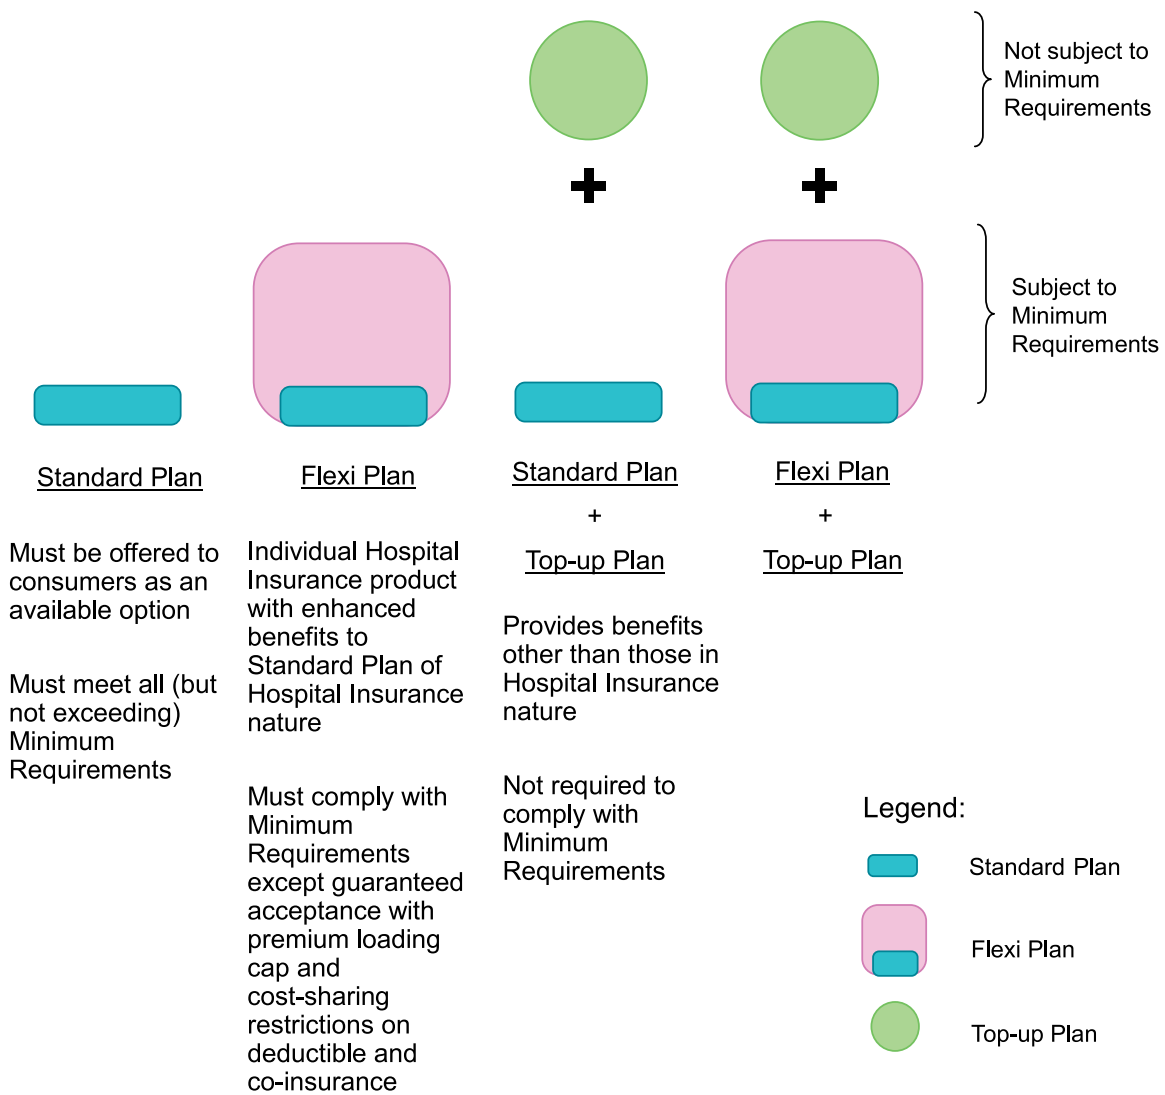 Not subject to
Minimum
Requirements
+
+
Subject to
Minimum
Requirements
Standard Plan
Must be offered to
consumers as an
available option
Must meet all (but
not exceeding)
Minimum
Requirements
Flexi Plan
Individual Hospital
Insurance product
with enhanced
benefits to
Standard Plan of
Hospital Insurance
nature
Must comply with
Minimum
Requirements
except guaranteed
acceptance with
premium loading
cap and
cost-sharing
restrictions on
deductible and
co-insurance
Standard Plan
+
Top-up Plan
Provides benefits
other than those in
Hospital Insurance
nature
Not required to
comply with
Minimum
Requirements
Flexi Plan
+
Top-up Plan
Legend:
Standard Plan
Flexi Plan
Top-up Plan